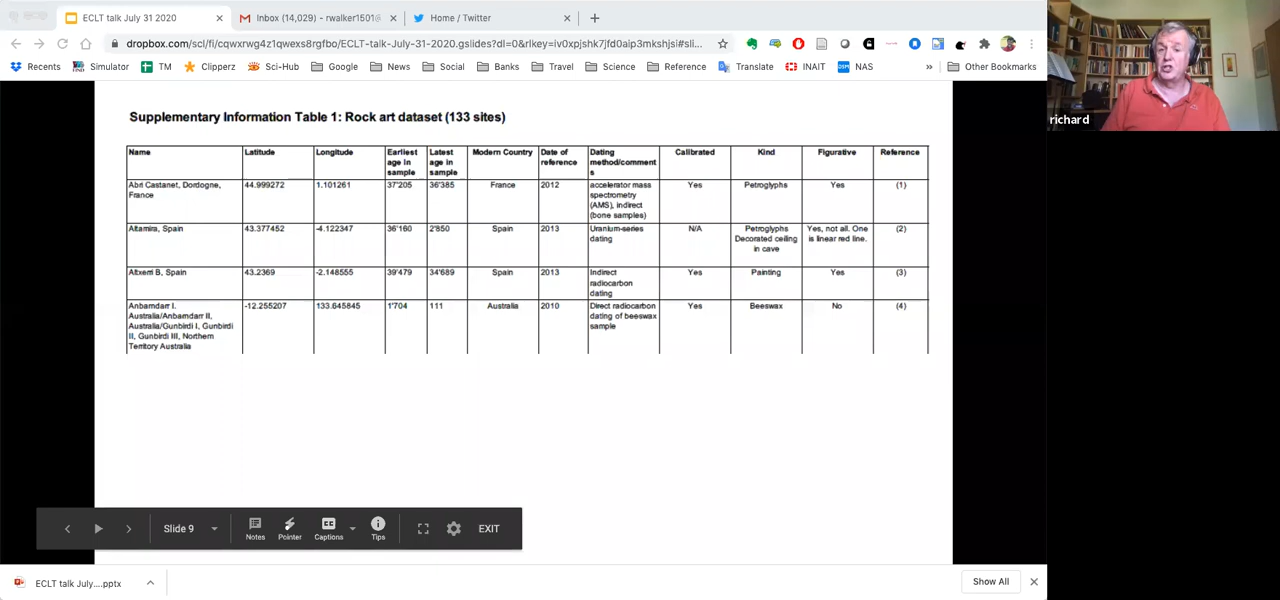 ECLT talk July 31 2020
Inbox (14,029) - rwalker1501@
Home / Twitter
dropbox.com/scl/fi/cqwxrwg4z1qwexs8rgfbo/ECLT-talk-July-31-2020.gslides?dl=0&rlkey=iv0xpjshk7jfd0aip3mkshjsi#sli...
Recents Simulator TM Clipperz Sci-Hub Google News Social Banks Travel Science Reference Translate INAIT NAS » Other Bookmarks
richard
Supplementary Information Table 1: Rock art dataset (133 sites)
Name Latitude Longitude Earliest age in sample Latest age in sample Modern Country Date of reference Dating method/comments Calibrated Kind Figurative Reference
Abri Castanet, Dordogne, France 44.999272 1.101261 37'205 36'385 France 2012 accelerator mass spectrometry (AMS), indirect (bone samples) Yes Petroglyphs Yes (1)
Altamira, Spain 43.377452 -4.122347 36'160 2'850 Spain 2013 Uranium-series dating N/A Petroglyphs Decorated ceiling in cave Yes, not all. One is linear red line. (2)
Altxerri B, Spain 43.2369 -2.148555 39'479 34'689 Spain 2013 Indirect radiocarbon dating Yes Painting Yes (3)
Anbarndarr I. Australia/Anbarndarr II, Australia/Gunbirdi I, Gunbirdi II, Gunbirdi III, Northern Territory Australia -12.255207 133.645845 1'704 111 Australia 2010 Direct radiocarbon dating of beeswax sample Yes Beeswax No (4)
Slide 9
Notes Pointer Captions Tips
EXIT
ECLT talk July....pptx
Show All